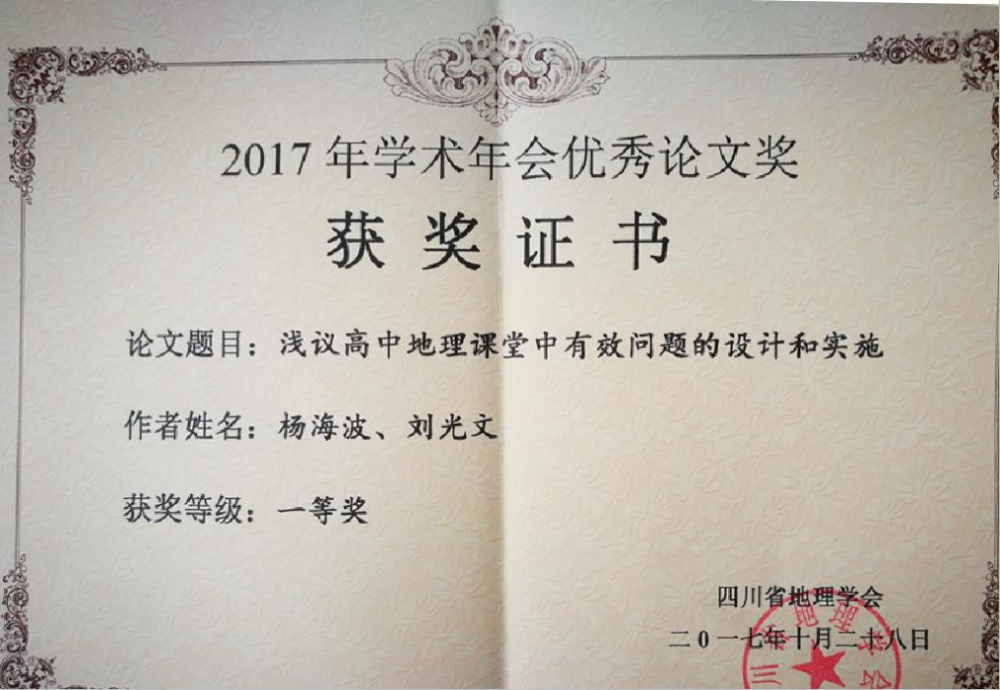 2017年学术年会优秀论文奖
获奖证书
论文题目：浅议高中地理课堂中有效问题的设计和实施
作者姓名：杨海波、刘光文
获奖等级：一等奖
四川省地理学会
二0一七年十月二十八日